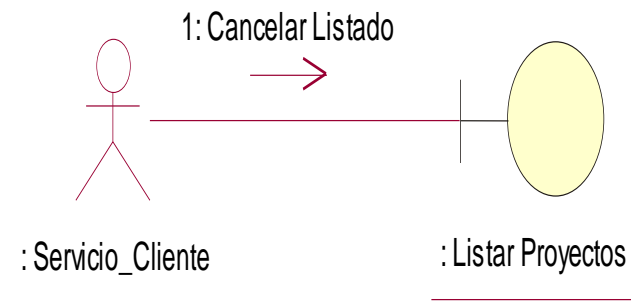 1: Cancelar Listado
: Servicio_Cliente
: Listar Proyectos